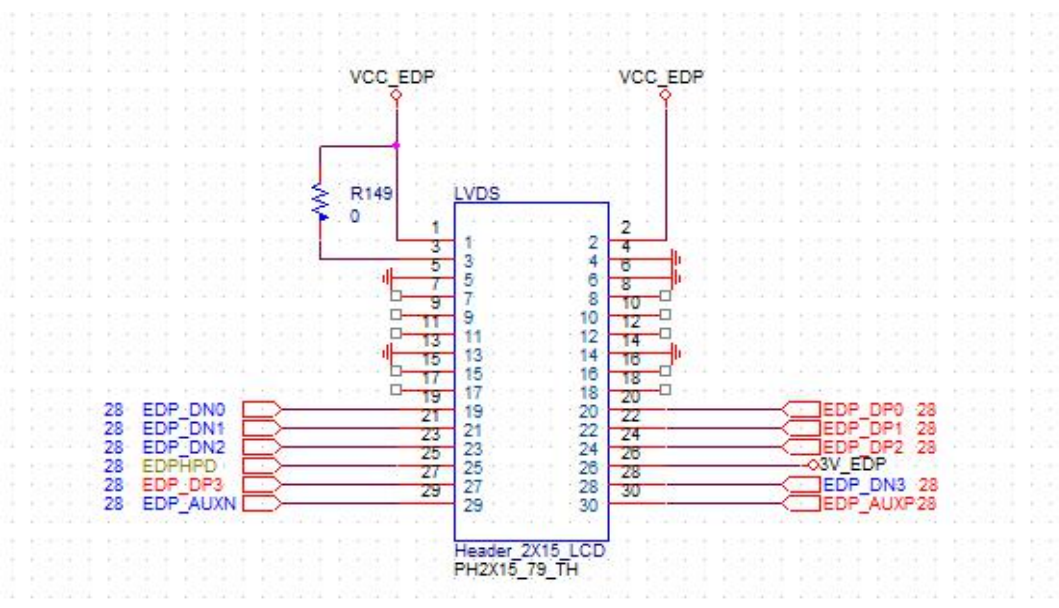 VCC_EDP VCC_EDP
R149 LVDS
0
1 2
1 2
3 4
3 4
5 6
5 6
7 8
7 8
9 10
9 10
11 12
11 12
13 14
13 14
15 16
15 16
17 18
17 18
19 20
28 EDP_DN0 19 20 EDP_DP0 28
21 22
28 EDP_DN1 21 22 EDP_DP1 28
23 24
28 EDP_DN2 23 24 EDP_DP2 28
25 26
28 EDPHPD 25 26 3V_EDP
27 28
28 EDP_DP3 27 28 EDP_DN3 28
29 30
28 EDP_AUXN 29 30 EDP_AUXP 28
Header_2X15_LCD
PH2X15_79_TH